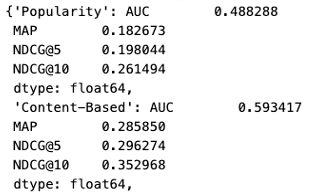 {'Popularity': AUC 0.488288
MAP 0.182673
NDCG@5 0.198044
NDCG@10 0.261494
dtype: float64,
'Content-Based': AUC 0.593417
MAP 0.285850
NDCG@5 0.296274
NDCG@10 0.352968
dtype: float64,